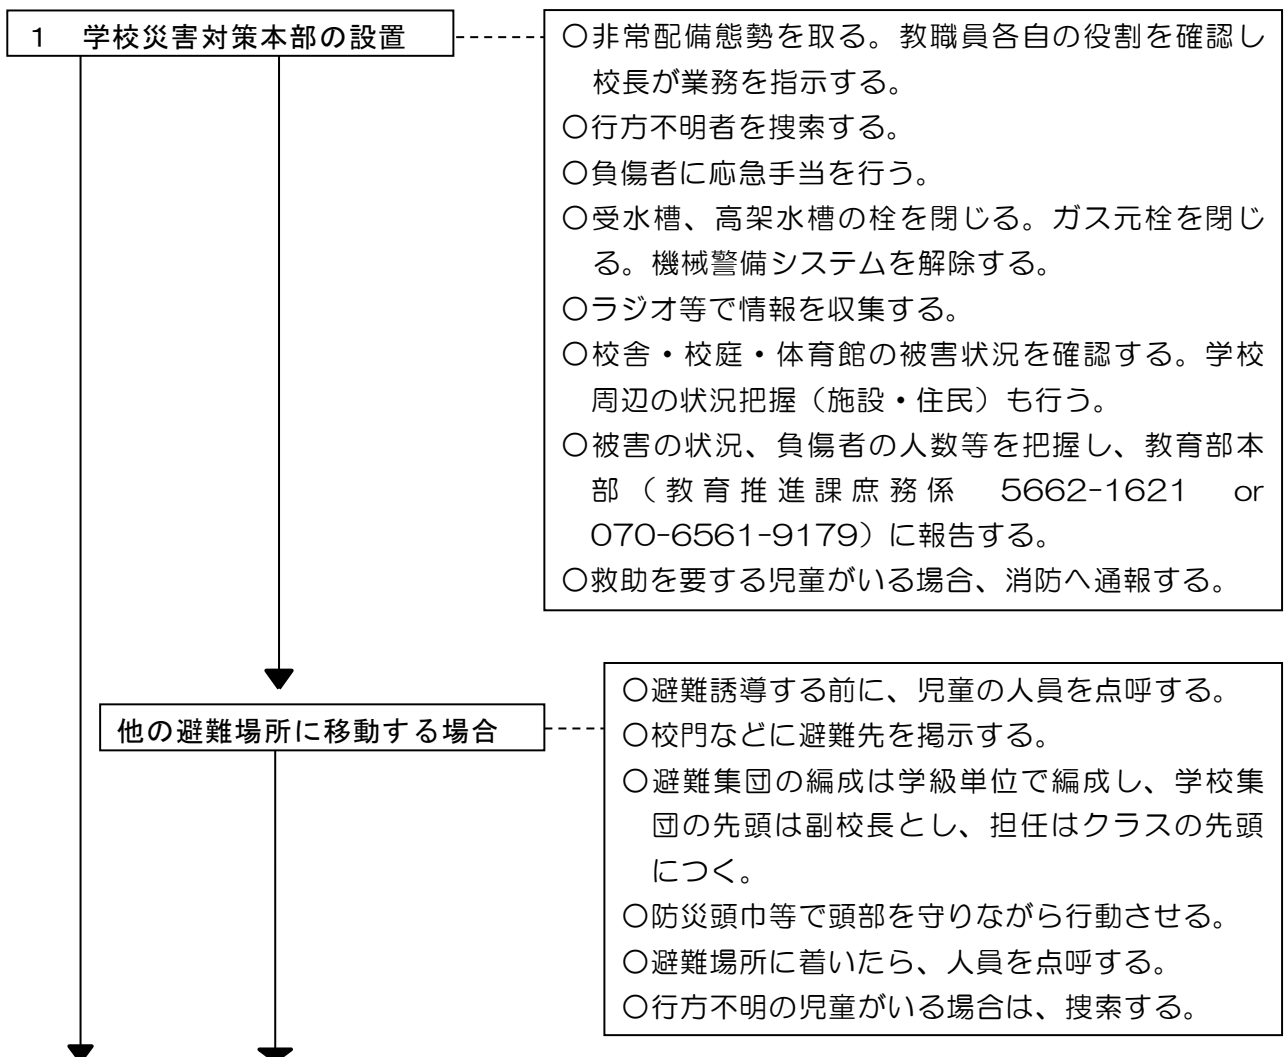 1 学校災害対策本部の設置
○非常配備態勢を取る。教職員各自の役割を確認し
校長が業務を指示する。
○行方不明者を捜索する。
○負傷者に応急手当を行う。
○受水槽、高架水槽の栓を閉じる。ガス元栓を閉じ
る。機械警備システムを解除する。
○ラジオ等で情報を収集する。
○校舎・校庭・体育館の被害状況を確認する。学校
周辺の状況把握（施設・住民）も行う。
○被害の状況、負傷者の人数等を把握し、教育部本
部（教育推進課庶務係 5662-1621 or
070-6561-9179）に報告する。
○救助を要する児童がいる場合、消防へ通報する。
他の避難場所に移動する場合
○避難誘導する前に、児童の人員を点呼する。
○校門などに避難先を掲示する。
○避難集団の編成は学級単位で編成し、学校集
団の先頭は副校長とし、担任はクラスの先頭
につく。
○防災頭巾等で頭部を守りながら行動させる。
○避難場所に着いたら、人員を点呼する。
○行方不明の児童がいる場合は、捜索する。